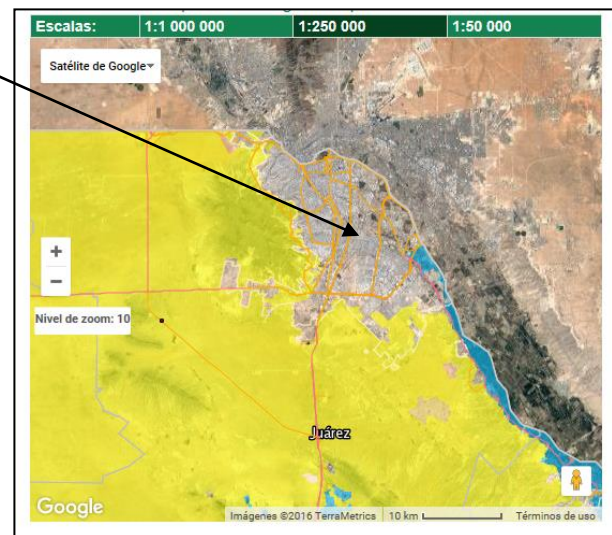 Escalas: 1:1 000 000 1:250 000 1:50 000
Satélite de Google
+
−
Nivel de zoom: 10
Juárez
Google
Imágenes ©2016 TerraMetrics 10 km Términos de uso